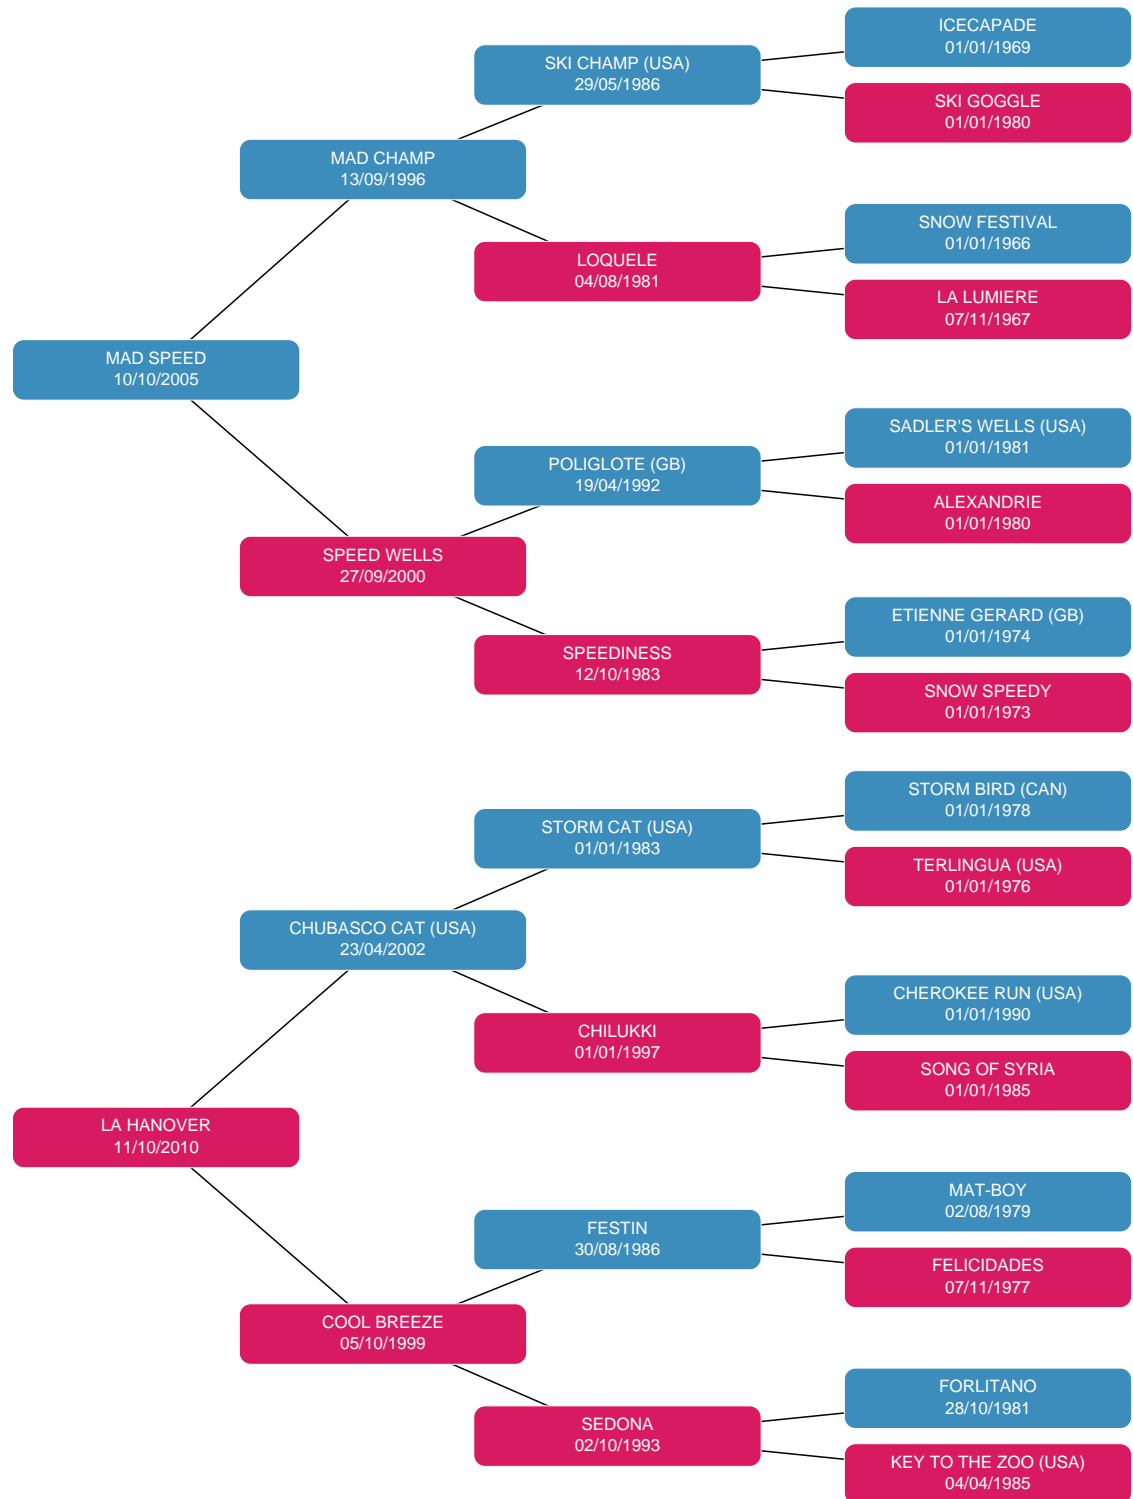 ICECAPADE
01/01/1969
SKI CHAMP (USA)
29/05/1986
SKI GOGGLE
01/01/1980
MAD CHAMP
13/09/1996
SNOW FESTIVAL
01/01/1966
LOQUELE
04/08/1981
LA LUMIERE
07/11/1967
MAD SPEED
10/10/2005
SADLER'S WELLS (USA)
01/01/1981
POLIGLOTE (GB)
19/04/1992
ALEXANDRIE
01/01/1980
SPEED WELLS
27/09/2000
ETIENNE GERARD (GB)
01/01/1974
SPEEDINESS
12/10/1983
SNOW SPEEDY
01/01/1973
STORM BIRD (CAN)
01/01/1978
STORM CAT (USA)
01/01/1983
TERLINGUA (USA)
01/01/1976
CHUBASCO CAT (USA)
23/04/2002
CHEROKEE RUN (USA)
01/01/1990
CHILUKKI
01/01/1997
SONG OF SYRIA
01/01/1985
LA HANOVER
11/10/2010
MAT-BOY
02/08/1979
FESTIN
30/08/1986
FELICIDADES
07/11/1977
COOL BREEZE
05/10/1999
FORLITANO
28/10/1981
SEDONA
02/10/1993
KEY TO THE ZOO (USA)
04/04/1985